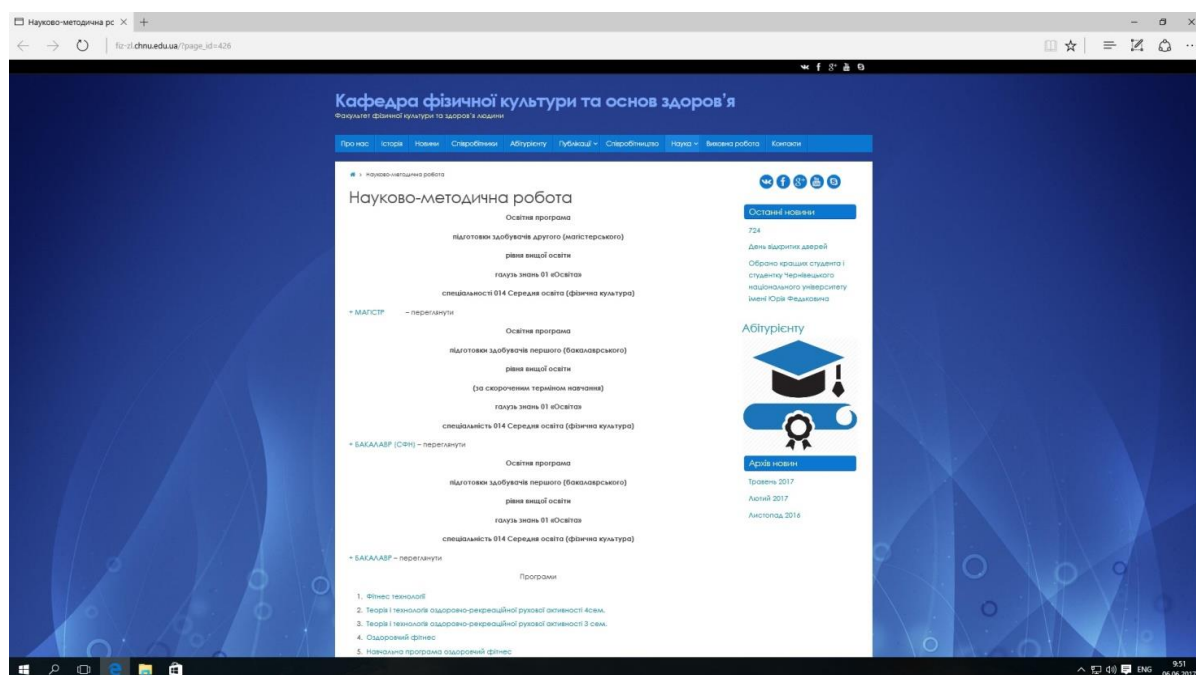 Науково-методична рс
fiz-zl.chnu.edu.ua/?page_id=426
Кафедра фізичної культури та основ здоров'я
Факультет фізичної культури та здоров'я людини
Про нас Історія Новини Співробітники Абітурієнту Публікації Співробітництво Наука Виховна робота Контакти
Науково-методична робота
Науково-методична робота
Освітня програма
підготовки здобувачів другого (магістерського)
рівня вищої освіти
галузь знань 01 «Освіта»
спеціальності 014 Середня освіта (фізична культура)
МАГІСТР – переглянути
Освітня програма
підготовки здобувачів першого (бакалаврського)
рівня вищої освіти
(за скороченим терміном навчання)
галузь знань 01 «Освіта»
спеціальність 014 Середня освіта (фізична культура)
БАКАЛАВР (СФН) – переглянути
Освітня програма
підготовки здобувачів першого (бакалаврського)
рівня вищої освіти
галузь знань 01 «Освіта»
спеціальність 014 Середня освіта (фізична культура)
БАКАЛАВР – переглянути
Програми
1. Фітнес технології
2. Теорія і технологія оздоровчо-рекреаційної рухової активності 4сем.
3. Теорія і технологія оздоровчо-рекреаційної рухової активності 3 сем.
4. Оздоровчий фітнес
5. Навчальна програма оздоровчий фітнес
Останні новини
724
День відкритих дверей
Обрано кращих студента і
студентку Чернівецького
національного університету
імені Юрія Федьковича
Абітурієнту
Архів новин
Травень 2017
Лютий 2017
Листопад 2016
ENG
9:51
06.06.2017